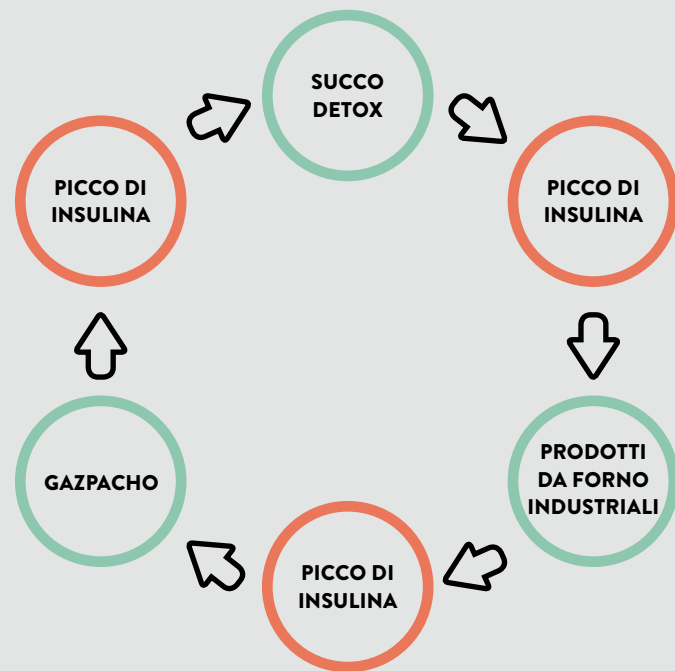 SUCCO
DETOX
PICCO DI
INSULINA
PRODOTTI
DA FORNO
INDUSTRIALI
PICCO DI
INSULINA
GAZPACHO
PICCO DI
INSULINA